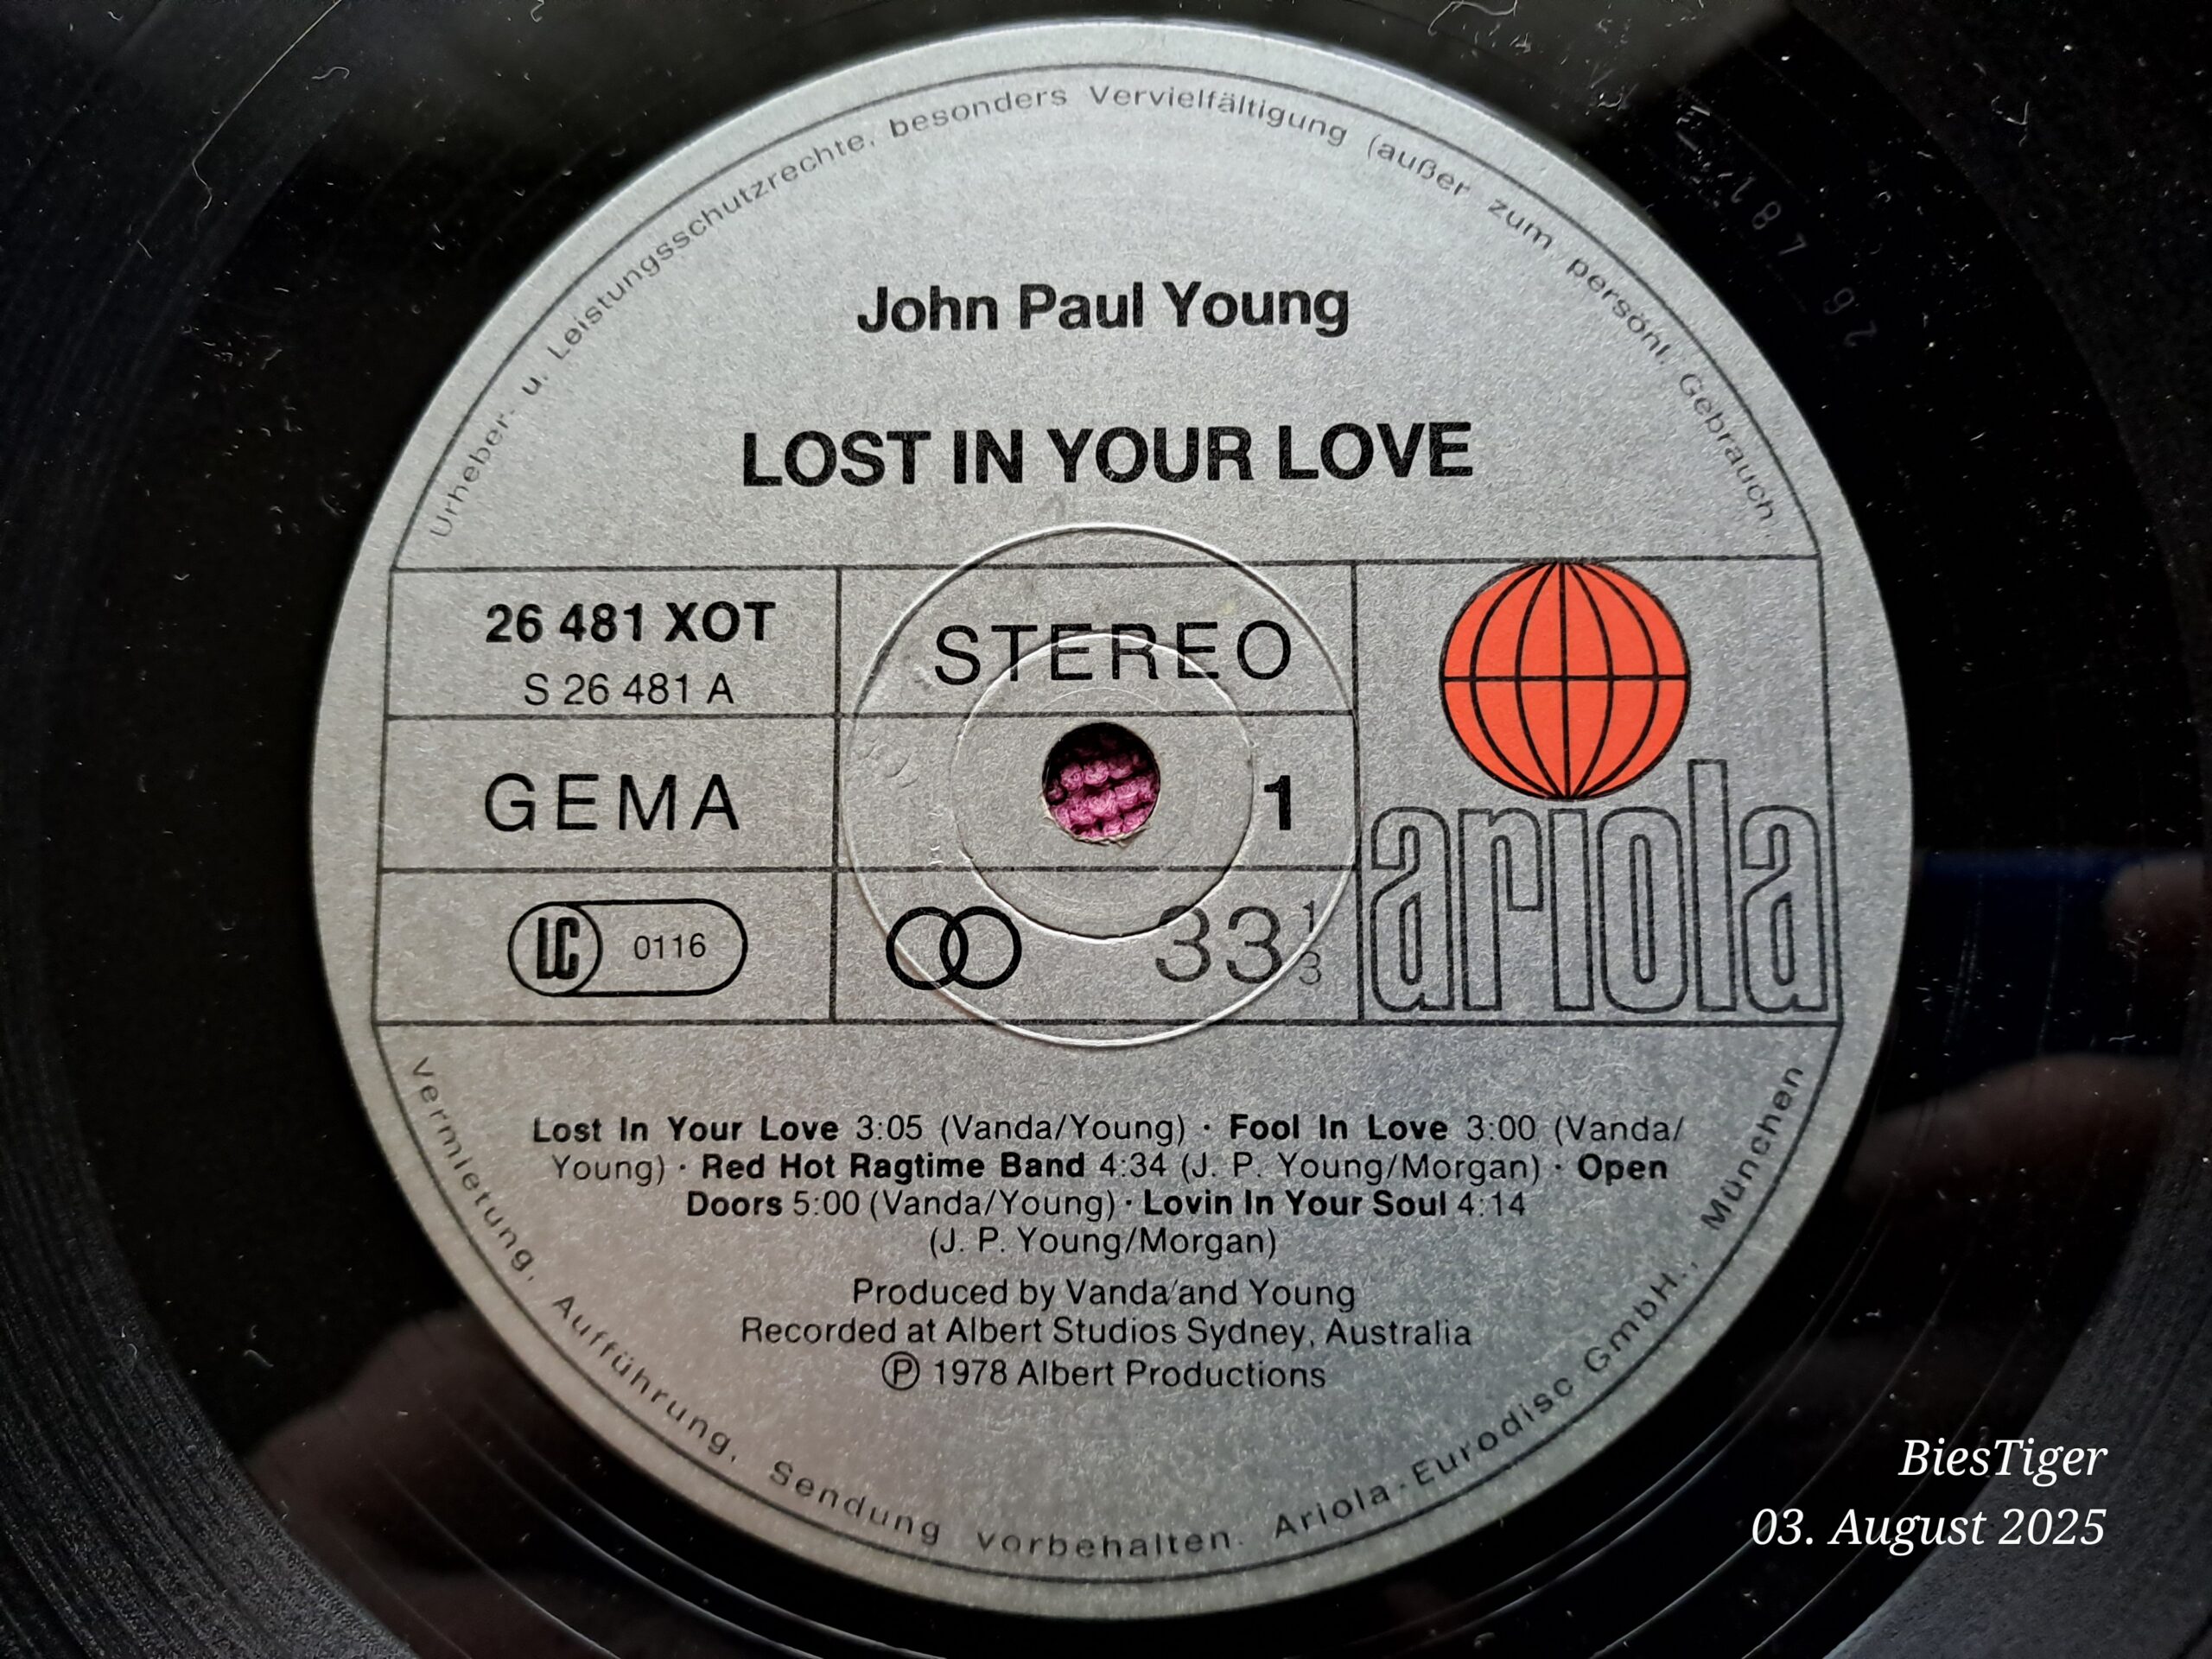 Urheber- u. Leistungsschutzrechte, besonders Vervielfältigung (außer zum persönl. Gebrauch),
John Paul Young
LOST IN YOUR LOVE
26 481 XOT
S 26 481 A
STEREO
GEMA
1
LC 0116
33 1/3
ariola
Lost In Your Love 3:05 (Vanda/Young) · Fool In Love 3:00 (Vanda/
Young) · Red Hot Ragtime Band 4:34 (J. P. Young/Morgan) · Open
Doors 5:00 (Vanda/Young) · Lovin In Your Soul 4:14
(J. P. Young/Morgan)
Produced by Vanda and Young
Recorded at Albert Studios Sydney, Australia
Ⓟ 1978 Albert Productions
Vermietung, Aufführung, Sendung vorbehalten. Ariola-Eurodisc GmbH., München
BiesTiger
03. August 2025